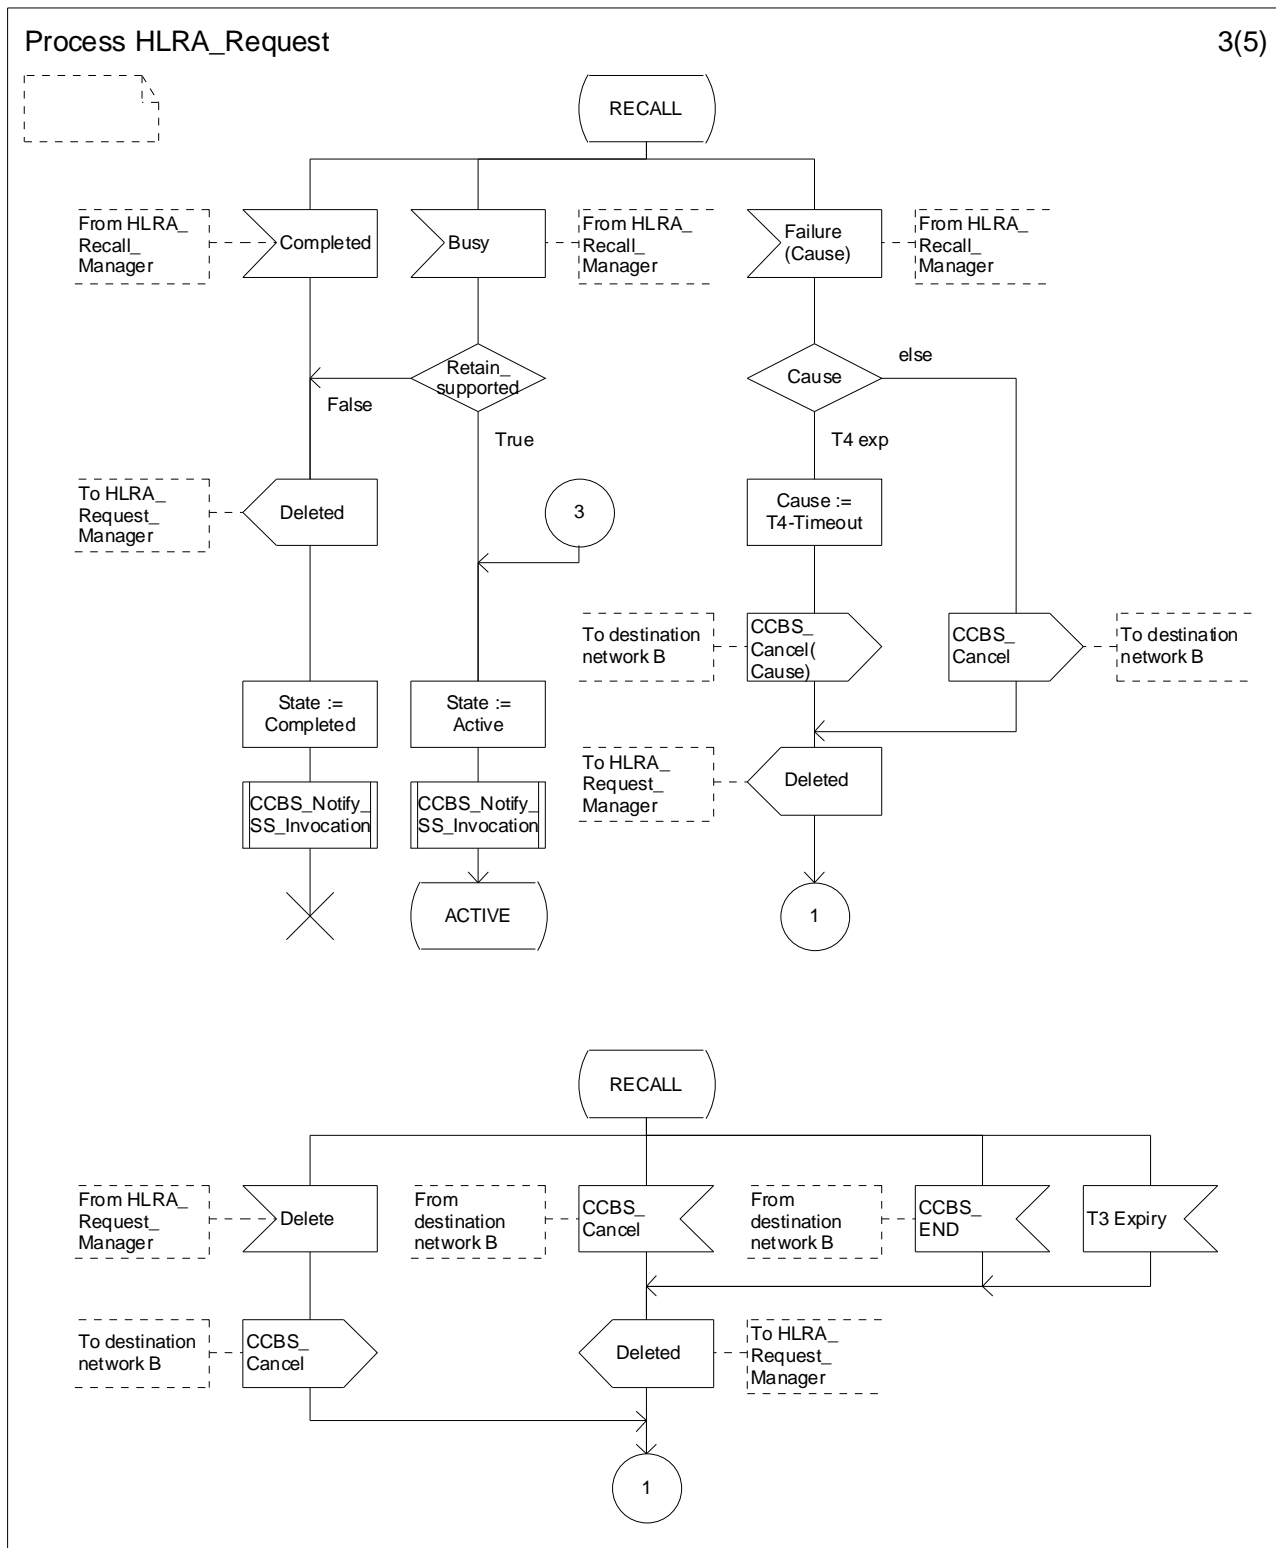 Process HLRA_Request
3(5)
RECALL
From HLRA_
Recall_
Manager
Completed
Busy
From HLRA_
Recall_
Manager
Failure
(Cause)
From HLRA_
Recall_
Manager
Retain_
supported
False
True
Cause
else
T4 exp
To HLRA_
Request_
Manager
Deleted
3
Cause :=
T4-Timeout
To destination
network B
CCBS_
Cancel(
Cause)
CCBS_
Cancel
To destination
network B
State :=
Completed
State :=
Active
To HLRA_
Request_
Manager
Deleted
CCBS_Notify_
SS_Invocation
CCBS_Notify_
SS_Invocation
ACTIVE
1
RECALL
From HLRA_
Request_
Manager
Delete
From
destination
network B
CCBS_
Cancel
From
destination
network B
CCBS_
END
T3 Expiry
To destination
network B
CCBS_
Cancel
Deleted
To HLRA_
Request_
Manager
1